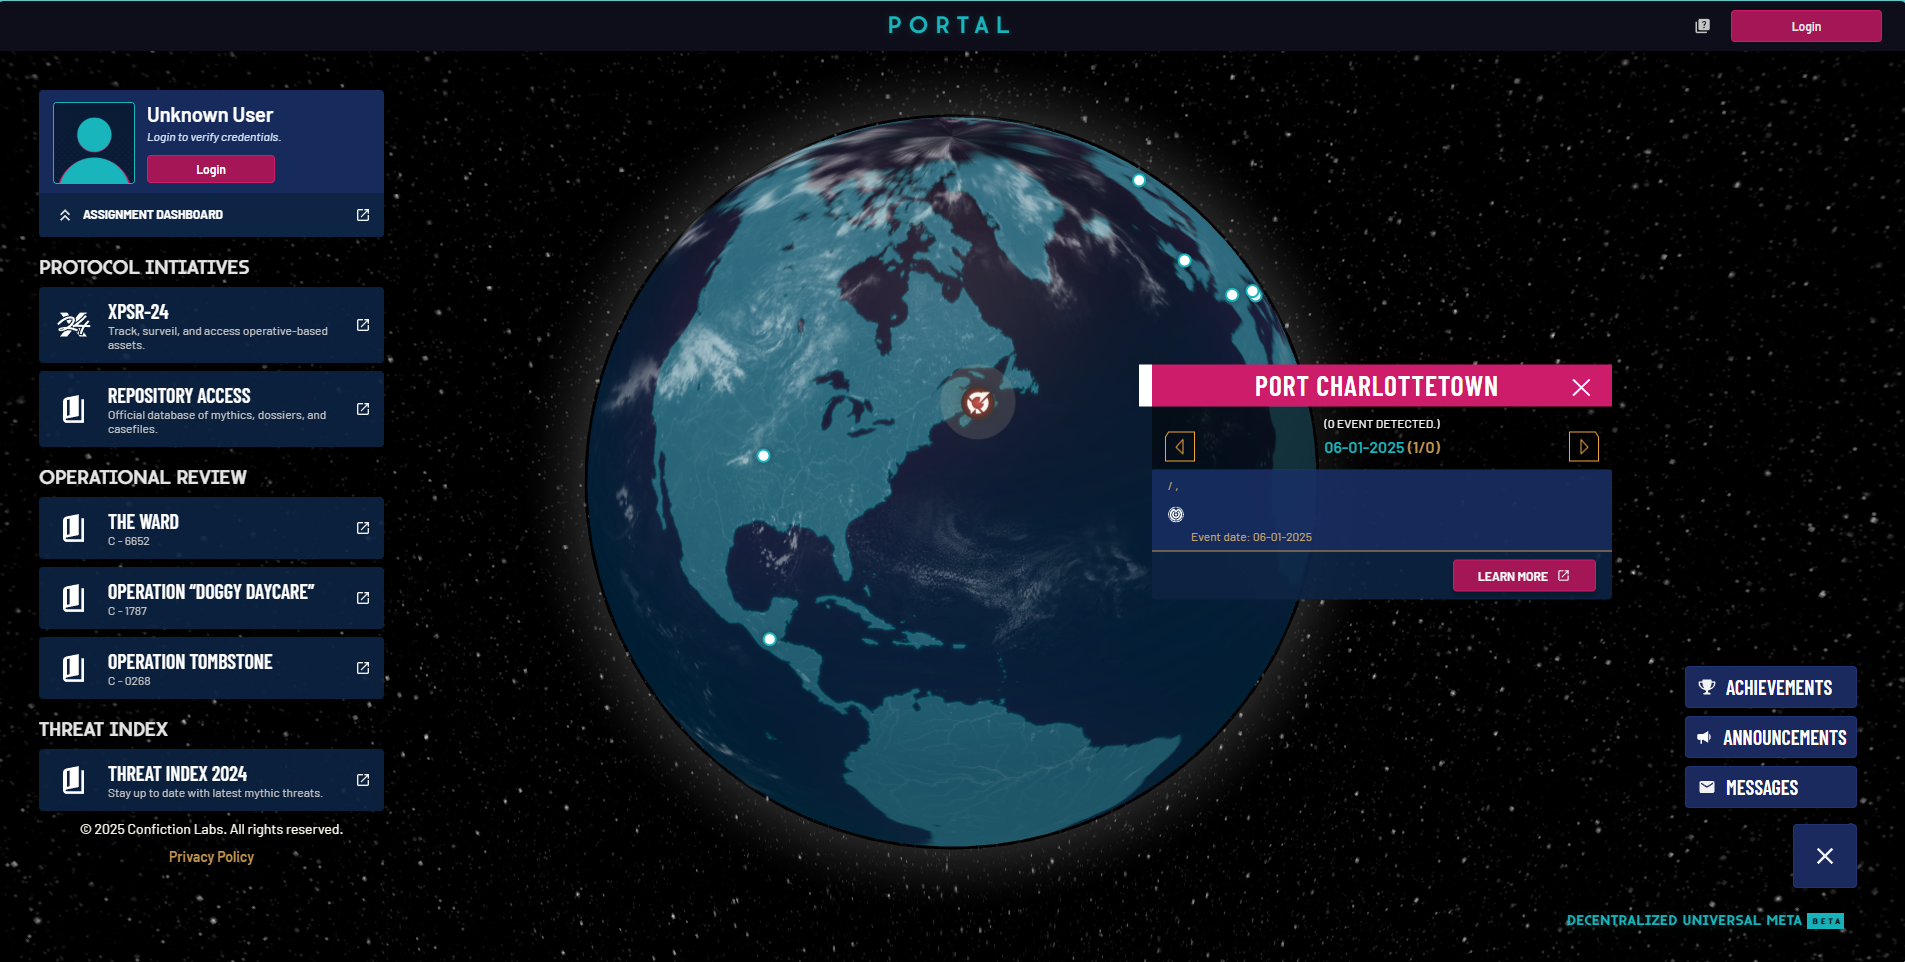 PORTAL
Login
Unknown User
Login to verify credentials.
Login
ASSIGNMENT DASHBOARD
PROTOCOL INTIATIVES
XPSR-24
Track, surveil, and access operative-based
assets.
REPOSITORY ACCESS
Official database of mythics, dossiers, and
casefiles.
OPERATIONAL REVIEW
THE WARD
C - 6652
OPERATION “DOGGY DAYCARE”
C - 1787
OPERATION TOMBSTONE
C - 0268
THREAT INDEX
THREAT INDEX 2024
Stay up to date with latest mythic threats.
© 2025 Confiction Labs. All rights reserved.
Privacy Policy
PORT CHARLOTTETOWN
(0 EVENT DETECTED.)
06-01-2025 (1/0)
/ ,
Event date: 06-01-2025
LEARN MORE
ACHIEVEMENTS
ANNOUNCEMENTS
MESSAGES
DECENTRALIZED UNIVERSAL META BETA